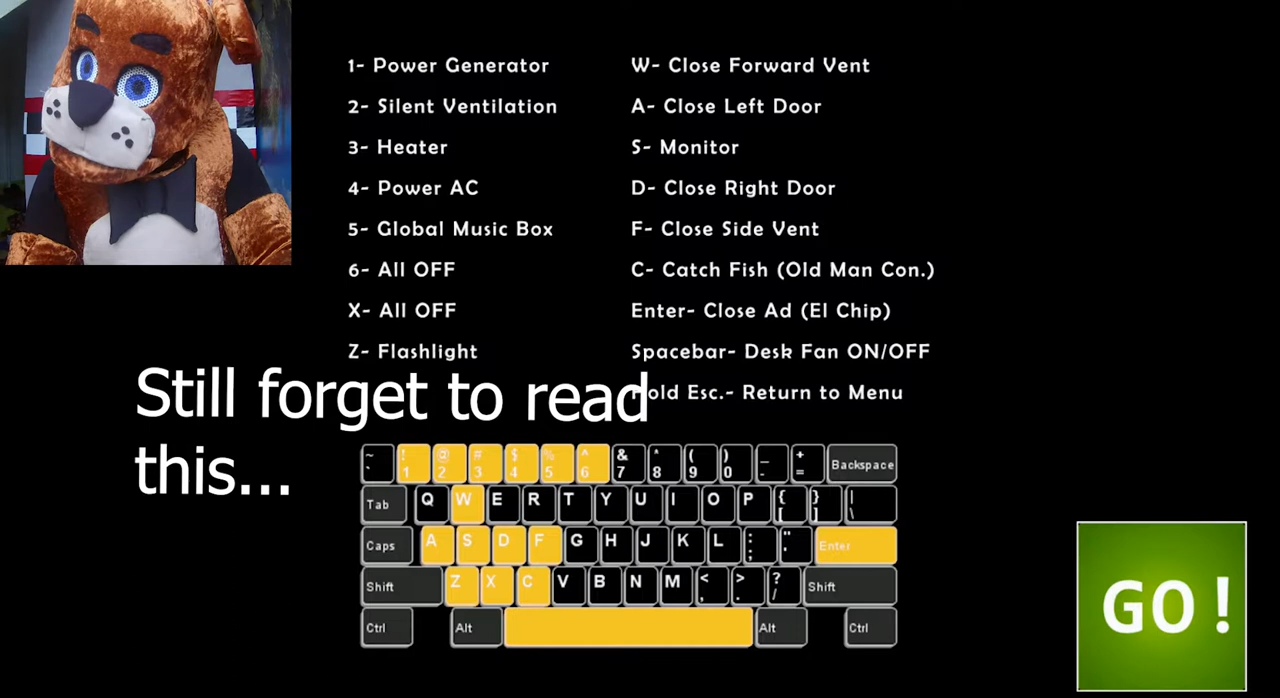 1- Power Generator
2- Silent Ventilation
3- Heater
4- Power AC
5- Global Music Box
6- All OFF
X- All OFF
Z- Flashlight
W- Close Forward Vent
A- Close Left Door
S- Monitor
D- Close Right Door
F- Close Side Vent
C- Catch Fish (Old Man Con.)
Enter- Close Ad (El Chip)
Spacebar- Desk Fan ON/OFF
old Esc.- Return to Menu
Still forget to read
this...
~ ` ! 1 @ 2 # 3 $ 4 % 5 ^ 6 & 7 * 8 ( 9 ) 0 _ - + = Backspace
Tab Q W E R T Y U I O P { [ } ] | \
Caps A S D F G H J K L : ; " ' Enter
Shift Z X C V B N M < , > . ? / Shift
Ctrl Alt Alt Ctrl
GO!